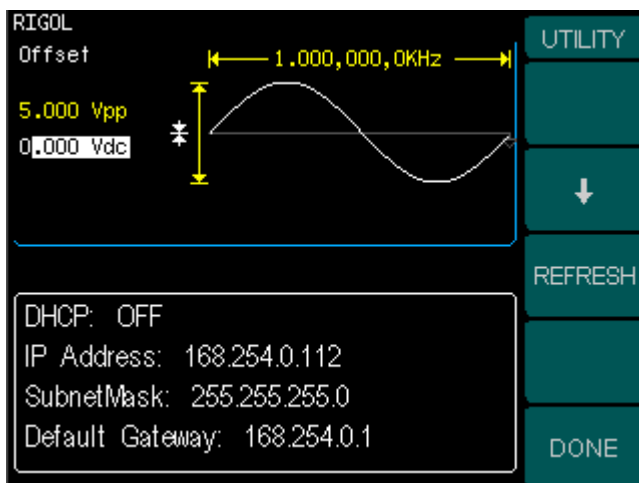 RIGOL
Offset
1.000,000,0KHz
5.000 Vpp
0.000 Vdc
UTILITY
REFRESH
DONE
DHCP: OFF
IP Address: 168.254.0.112
SubnetMask: 255.255.255.0
Default Gateway: 168.254.0.1